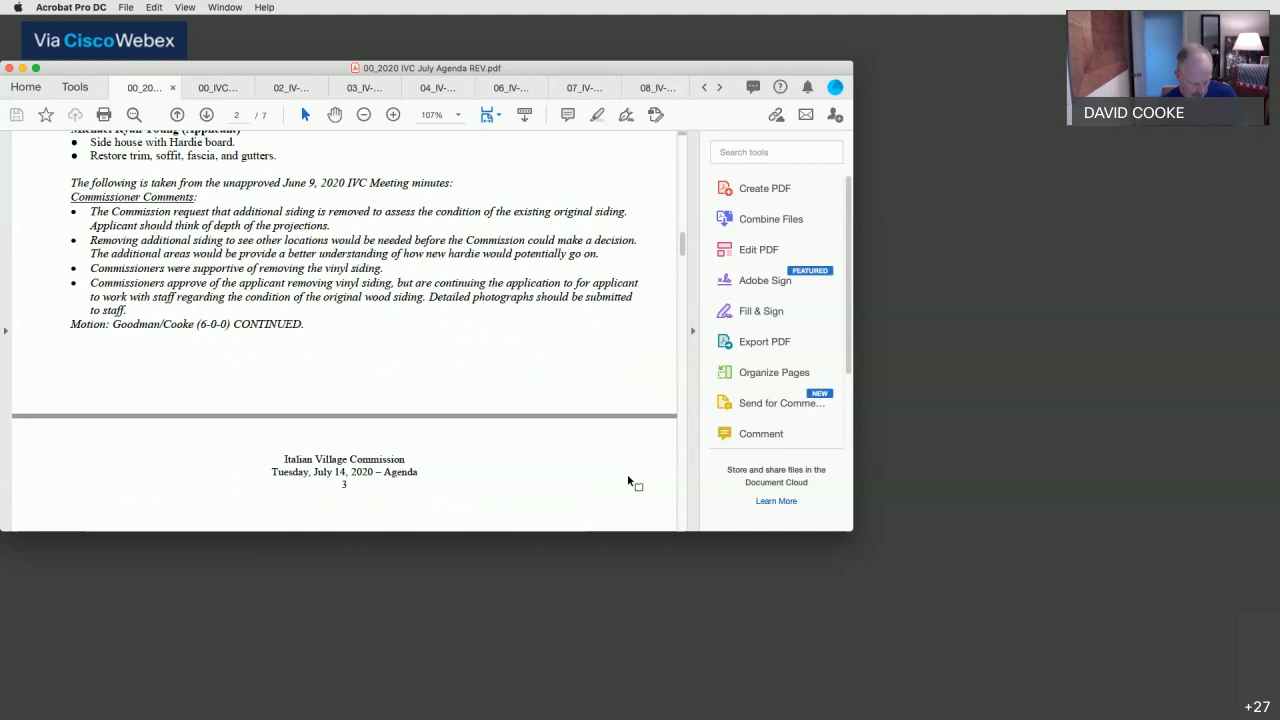 Acrobat Pro DC File Edit View Window Help
Via CiscoWebex
00_2020 IVC July Agenda REV.pdf
Home Tools 00_20... × 00_IVC... 02_IV-... 03_IV-... 04_IV-... 06_IV-... 07_IV-... 08_IV-...
2 / 7 107%
DAVID COOKE
Michael Ryan Young (Applicant)
● Side house with Hardie board.
● Restore trim, soffit, fascia, and gutters.
The following is taken from the unapproved June 9, 2020 IVC Meeting minutes:
Commissioner Comments:
● The Commission request that additional siding is removed to assess the condition of the existing original siding.
Applicant should think of depth of the projections.
● Removing additional siding to see other locations would be needed before the Commission could make a decision.
The additional areas would be provide a better understanding of how new hardie would potentially go on.
● Commissioners were supportive of removing the vinyl siding.
● Commissioners approve of the applicant removing vinyl siding, but are continuing the application to for applicant
to work with staff regarding the condition of the original wood siding. Detailed photographs should be submitted
to staff.
Motion: Goodman/Cooke (6-0-0) CONTINUED.
Italian Village Commission
Tuesday, July 14, 2020 – Agenda
3
Search tools
Create PDF
Combine Files
Edit PDF
FEATURED
Adobe Sign
Fill & Sign
Export PDF
Organize Pages
NEW
Send for Comme...
Comment
Store and share files in the
Document Cloud
Learn More
+27